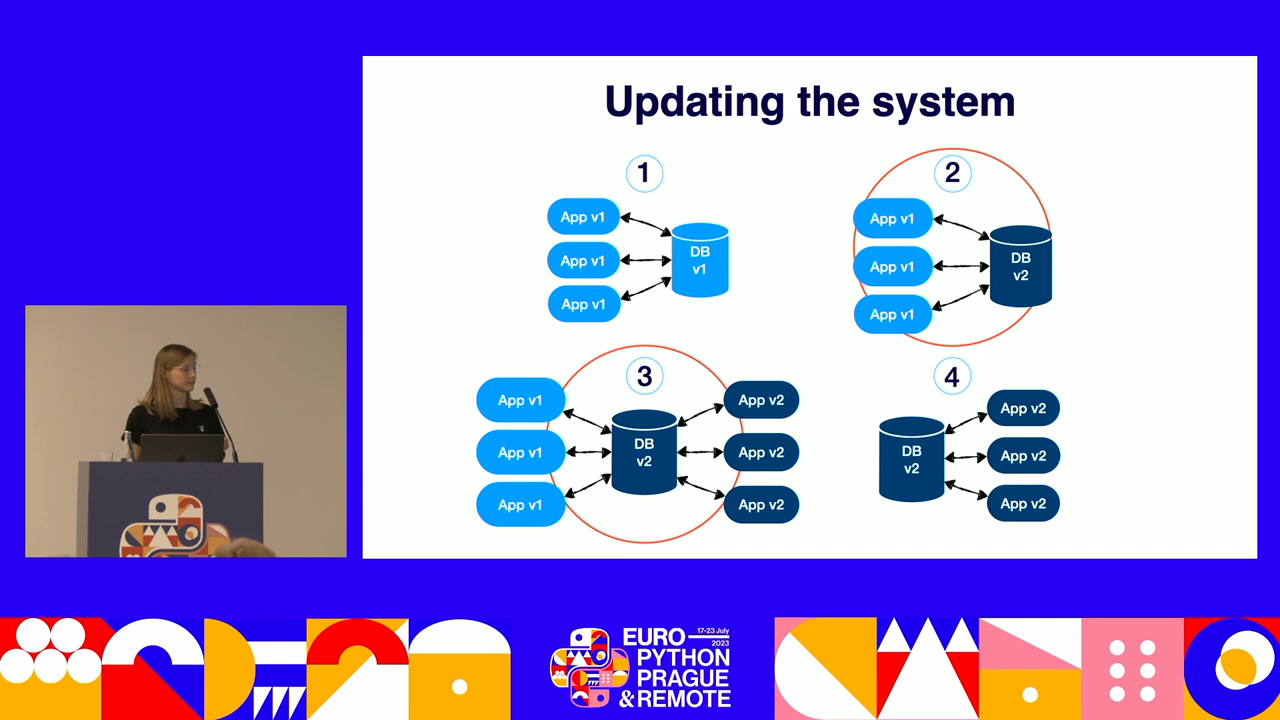 Updating the system
1
App v1
App v1
App v1
DB
v1
2
App v1
App v1
App v1
DB
v2
3
App v1
App v1
App v1
DB
v2
App v2
App v2
App v2
4
DB
v2
App v2
App v2
App v2
EURO
17-23 July
2023
PYTHON
PRAGUE
& REMOTE